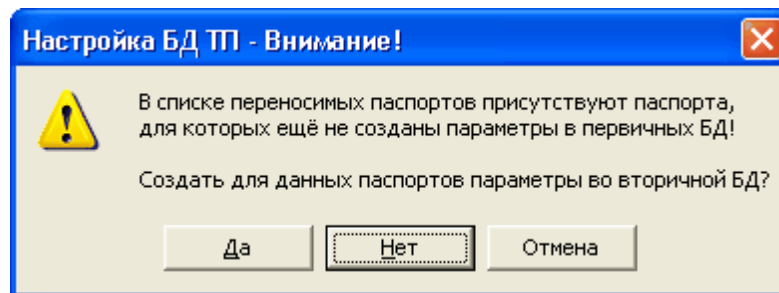 Настройка БД ТП - Внимание!
В списке переносимых паспортов присутствуют паспорта,
для которых ещё не созданы параметры в первичных БД!
Создать для данных паспортов параметры во вторичной БД?
Да
Нет
Отмена